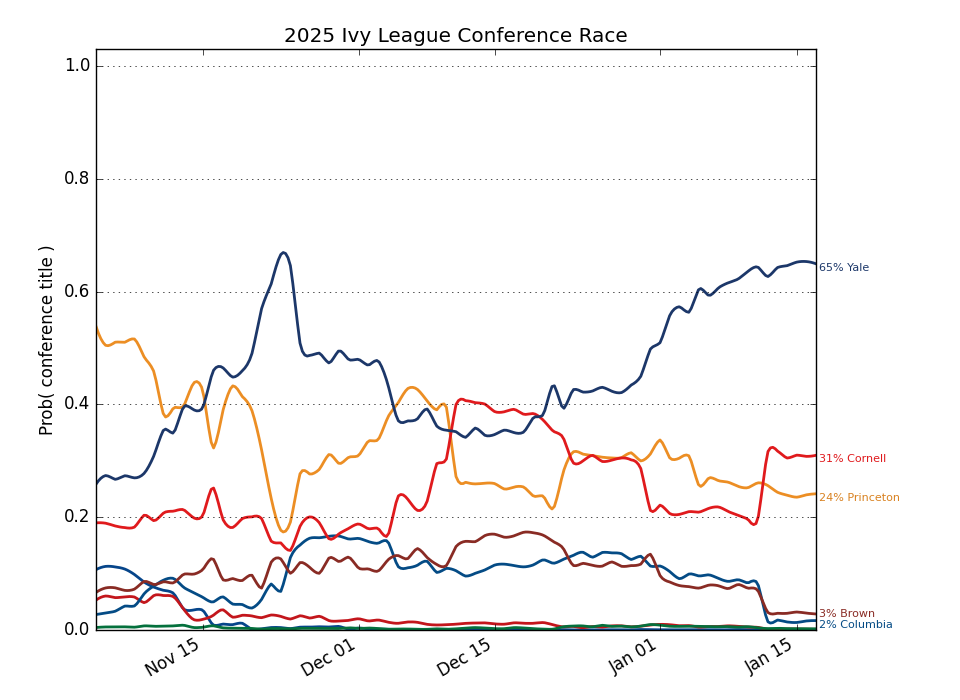 2025 Ivy League Conference Race
Prob( conference title )
1.0
0.8
0.6
0.4
0.2
0.0
65% Yale
31% Cornell
24% Princeton
3% Brown
2% Columbia
Nov 15
Dec 01
Dec 15
Jan 01
Jan 15